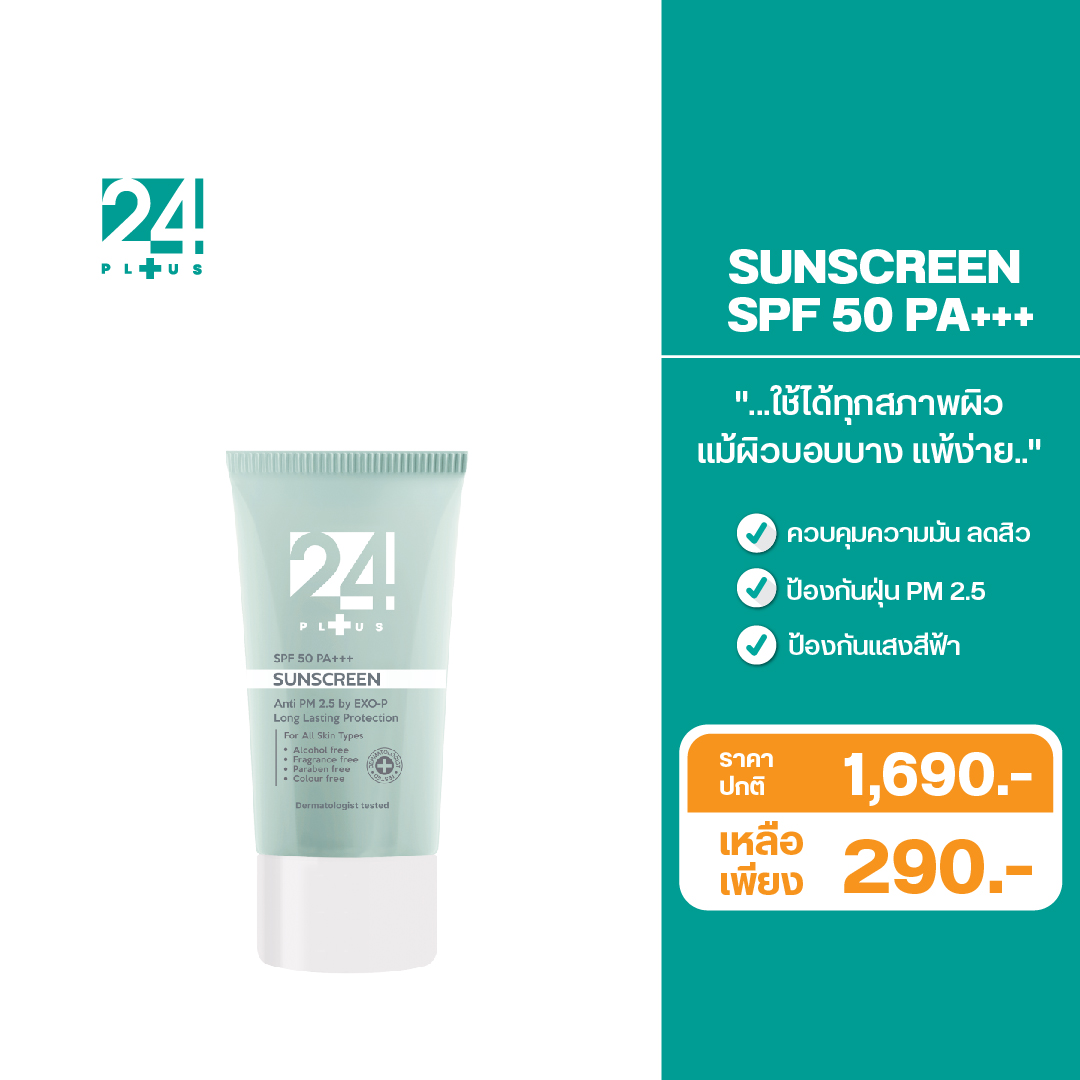 24!
PLUS
SUNSCREEN
SPF 50 PA+++
"...ใช้ได้ทุกสภาพผิว
แม้ผิวบอบบาง แพ้ง่าย.."
ควบคุมความมัน ลดสิว
ป้องกันฝุ่น PM 2.5
ป้องกันแสงสีฟ้า
ราคา
ปกติ
1,690.-
เหลือ
เพียง
290.-
24!
PLUS
SPF 50 PA+++
SUNSCREEN
Anti PM 2.5 by EXO-P
Long Lasting Protection
For All Skin Types
• Alcohol free
• Fragrance free
• Paraben free
• Colour free
Dermatologist tested